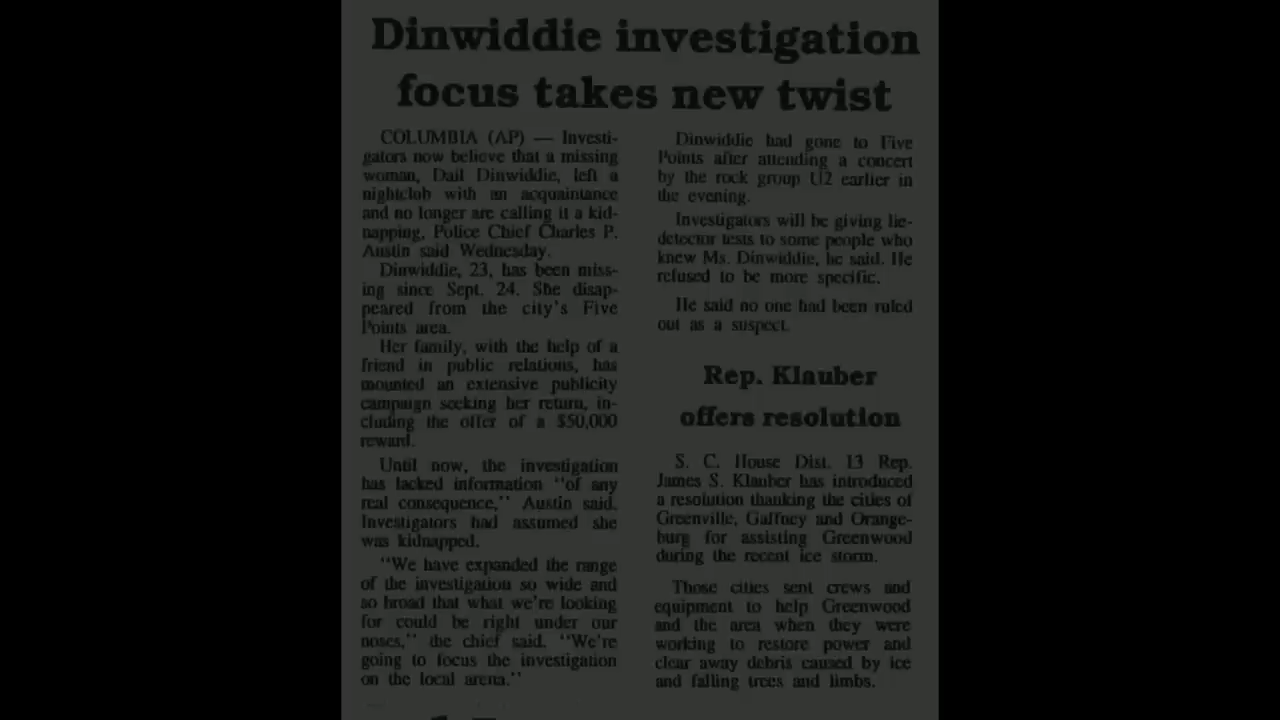 Dinwiddie investigation
focus takes new twist
COLUMBIA (AP) — Investi-
gators now believe that a missing
woman, Dail Dinwiddie, left a
nightclub with an acquaintance
and no longer are calling it a kid-
napping, Police Chief Charles P.
Austin said Wednesday.
Dinwiddie, 23, has been miss-
ing since Sept. 24. She disap-
peared from the city's Five
Points area.
Her family, with the help of a
friend in public relations, has
mounted an extensive publicity
campaign seeking her return, in-
cluding the offer of a $50,000
reward.
Until now, the investigation
has lacked information ‘‘of any
real consequence,’’ Austin said.
Investigators had assumed she
was kidnapped.
‘‘We have expanded the range
of the investigation so wide and
so broad that what we're looking
for could be right under our
noses,’’ the chief said. ‘‘We're
going to focus the investigation
on the local arena.’’
Dinwiddie had gone to Five
Points after attending a concert
by the rock group U2 earlier in
the evening.
Investigators will be giving lie-
detector tests to some people who
knew Ms. Dinwiddie, he said. He
refused to be more specific.
He said no one had been ruled
out as a suspect.
Rep. Klauber
offers resolution
S. C. House Dist. 13 Rep.
James S. Klauber has introduced
a resolution thanking the cities of
Greenville, Gaffney and Orange-
burg for assisting Greenwood
during the recent ice storm.
Those cities sent crews and
equipment to help Greenwood
and the area when they were
working to restore power and
clear away debris caused by ice
and falling trees and limbs.